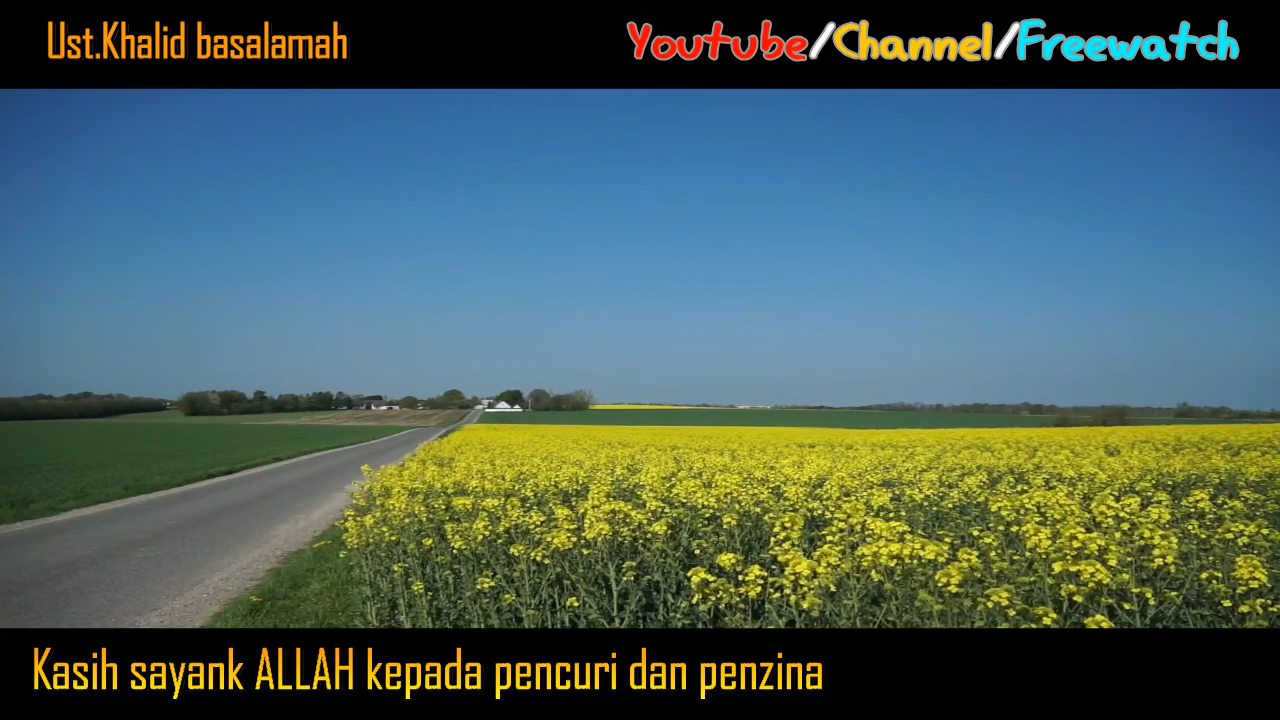 Ust.Khalid basalamah
Youtube/Channel/Freewatch
Kasih sayank ALLAH kepada pencuri dan penzina